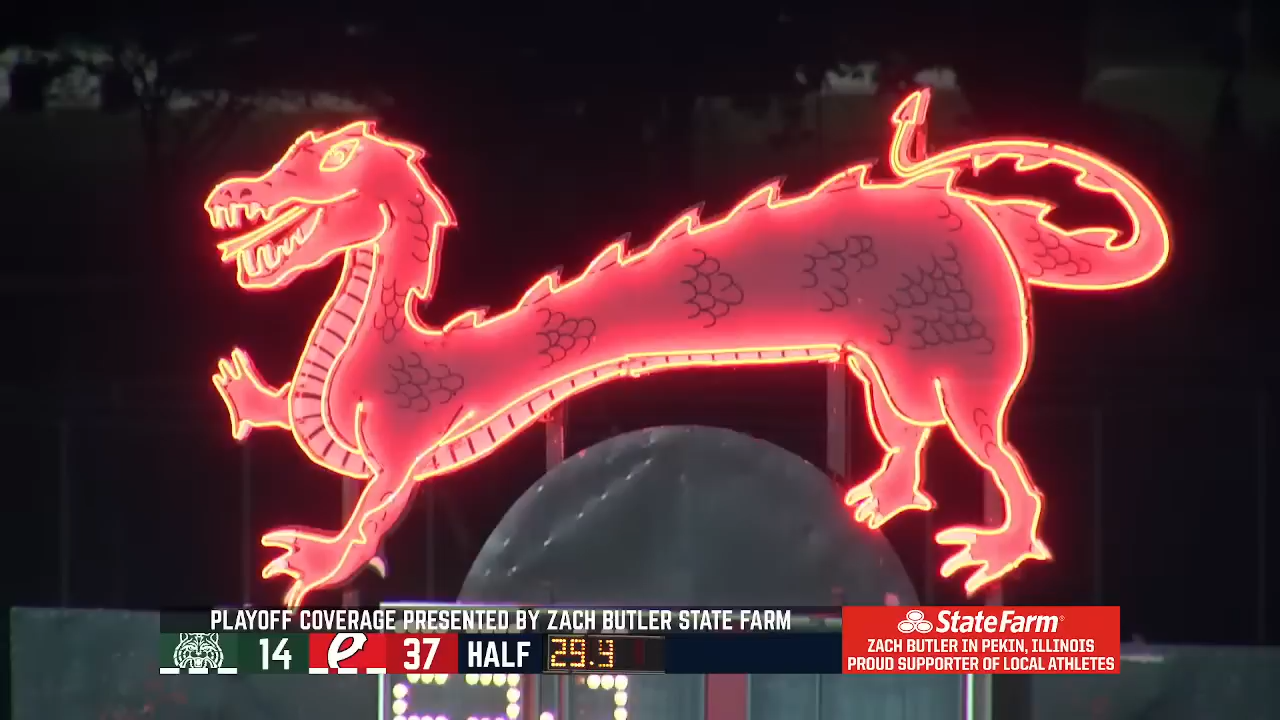 PLAYOFF COVERAGE PRESENTED BY ZACH BUTLER STATE FARM
14 e 37 HALF 29.9
StateFarm®
ZACH BUTLER IN PEKIN, ILLINOIS
PROUD SUPPORTER OF LOCAL ATHLETES